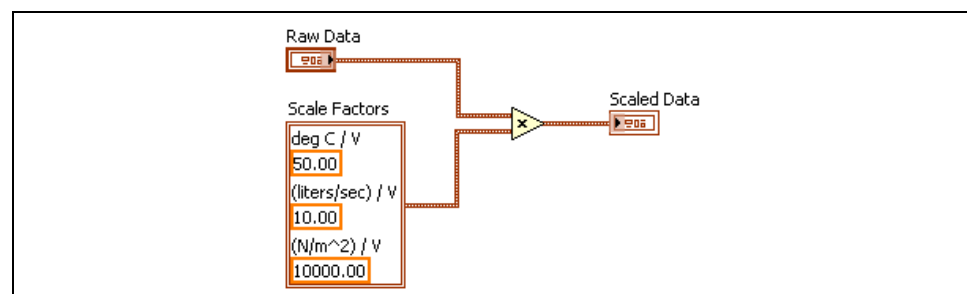 Raw Data
Scale Factors
deg C / V
50.00
(liters/sec) / V
10.00
(N/m^2) / V
10000.00
Scaled Data